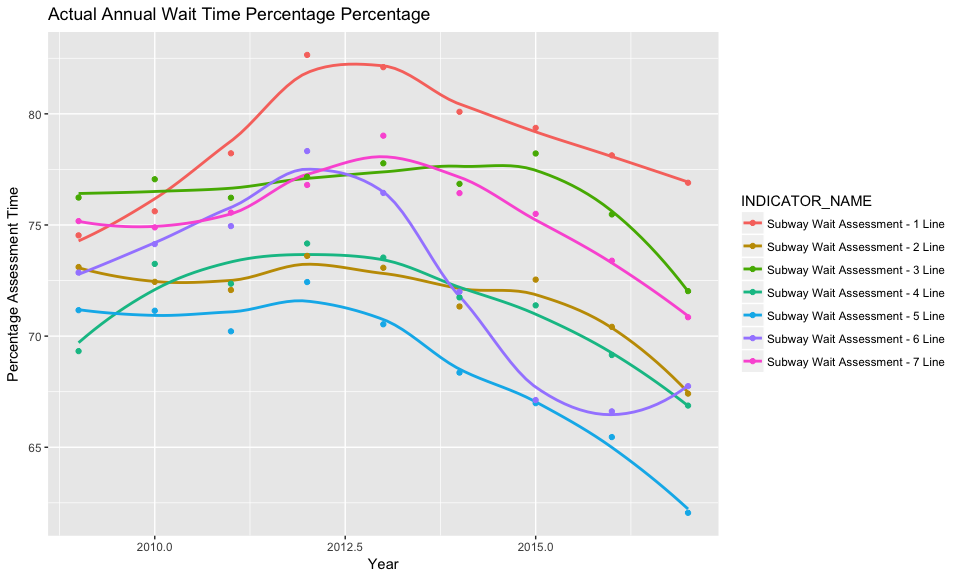 Actual Annual Wait Time Percentage Percentage
Percentage Assessment Time
80
75
70
65
2010.0
2012.5
2015.0
Year
INDICATOR_NAME
Subway Wait Assessment - 1 Line
Subway Wait Assessment - 2 Line
Subway Wait Assessment - 3 Line
Subway Wait Assessment - 4 Line
Subway Wait Assessment - 5 Line
Subway Wait Assessment - 6 Line
Subway Wait Assessment - 7 Line